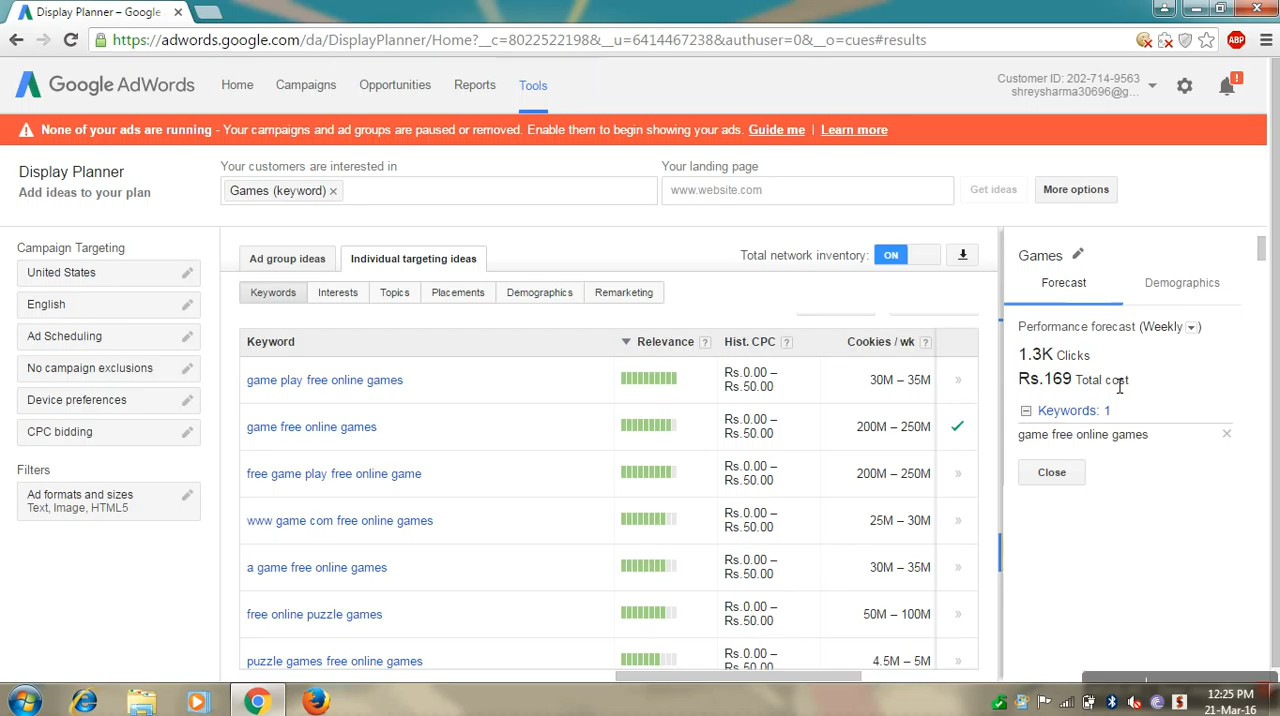 Display Planner – Google
https://adwords.google.com/da/DisplayPlanner/Home?__c=8022522198&__u=6414467238&authuser=0&__o=cues#results
ABP
Google AdWords
Home
Campaigns
Opportunities
Reports
Tools
Customer ID: 202-714-9563
shreysharma30696@g...
!
None of your ads are running - Your campaigns and ad groups are paused or removed. Enable them to begin showing your ads. Guide me | Learn more
Display Planner
Add ideas to your plan
Your customers are interested in
Games (keyword) ×
Your landing page
www.website.com
Get ideas
More options
Campaign Targeting
United States
English
Ad Scheduling
No campaign exclusions
Device preferences
CPC bidding
Filters
Ad formats and sizes
Text, Image, HTML5
Ad group ideas
Individual targeting ideas
Total network inventory: ON
Keywords
Interests
Topics
Placements
Demographics
Remarketing
Keyword Relevance ? Hist. CPC ? Cookies / wk ?
game play free online games Rs.0.00 – Rs.50.00 30M – 35M »
game free online games Rs.0.00 – Rs.50.00 200M – 250M
free game play free online game Rs.0.00 – Rs.50.00 200M – 250M »
www game com free online games Rs.0.00 – Rs.50.00 25M – 30M »
a game free online games Rs.0.00 – Rs.50.00 30M – 35M »
free online puzzle games Rs.0.00 – Rs.50.00 50M – 100M »
puzzle games free online games Rs.0.00 – Rs.50.00 4.5M – 5M »
Games
Forecast
Demographics
Performance forecast (Weekly)
1.3K Clicks
Rs.169 Total cost
Keywords: 1
game free online games ×
Close
12:25 PM
21-Mar-16